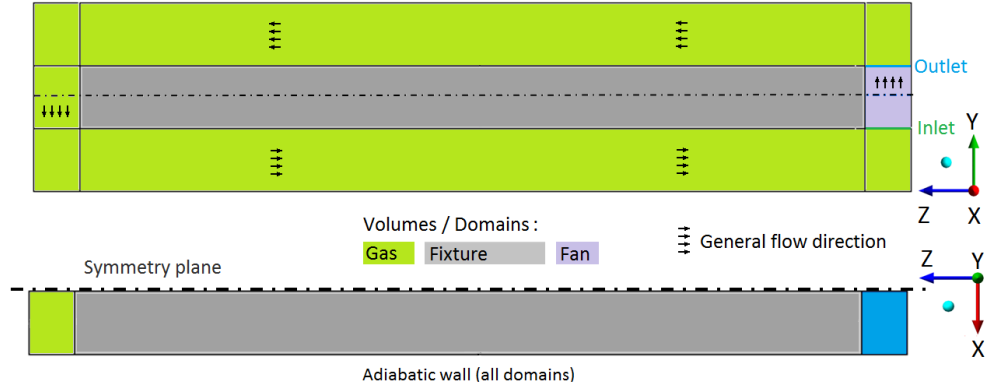 Outlet
Inlet
Y
Z
X
Volumes / Domains :
Gas
Fixture
Fan
General flow direction
Symmetry plane
Z
Y
X
Adiabatic wall (all domains)